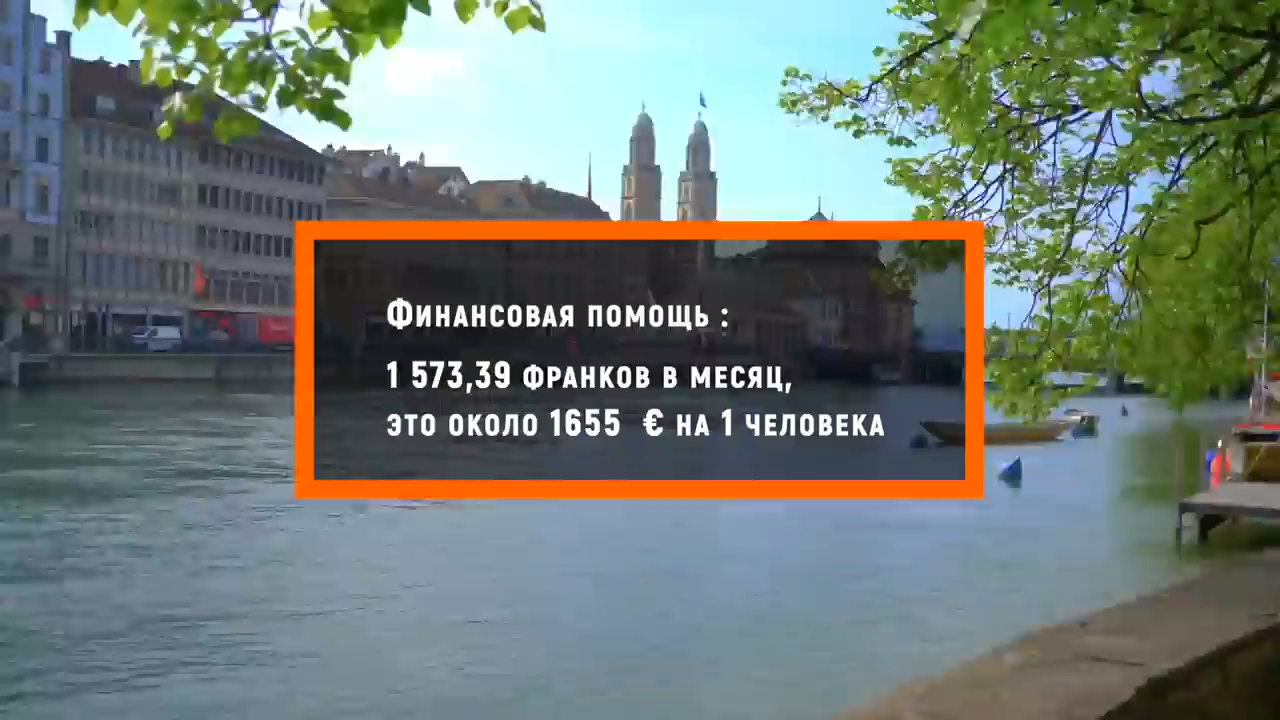 Финансовая помощь :
1 573,39 франков в месяц,
это около 1655 € на 1 человека